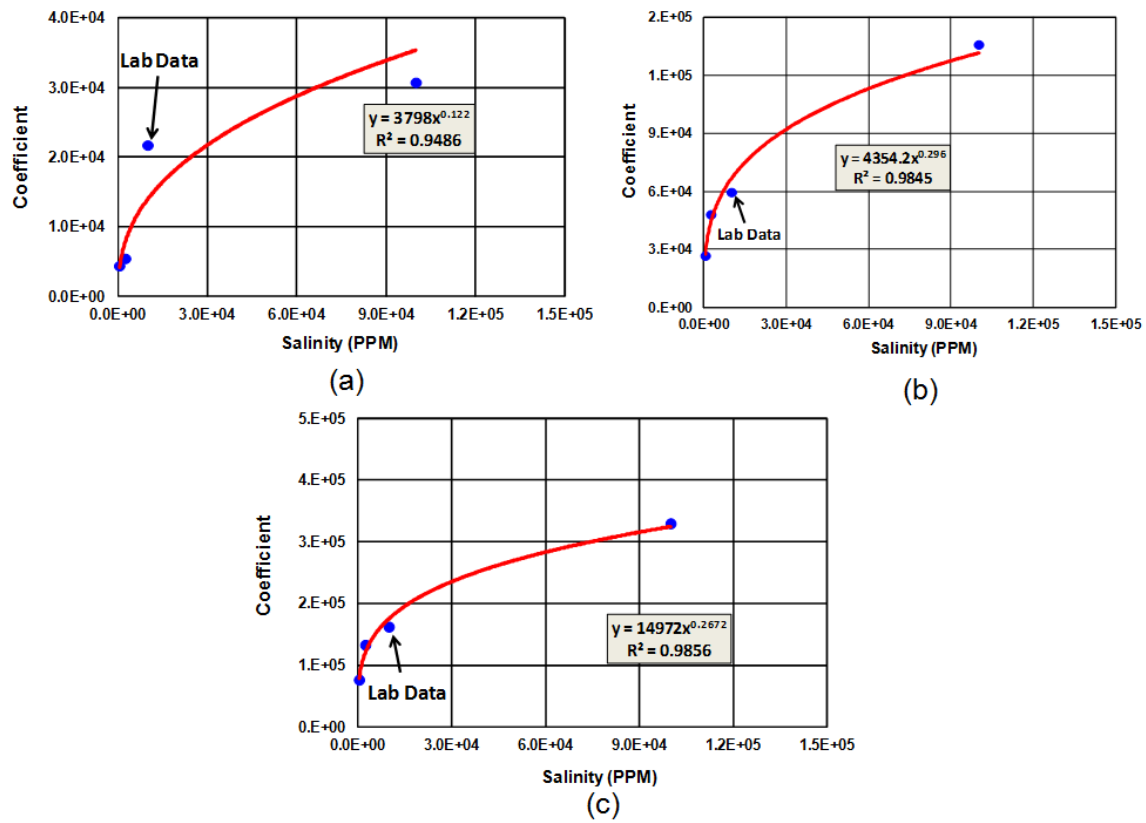 4.0E+04
3.0E+04
2.0E+04
1.0E+04
0.0E+00
Coefficient
Lab Data
y = 3798x^0.122
R² = 0.9486
0.0E+00 3.0E+04 6.0E+04 9.0E+04 1.2E+05 1.5E+05
Salinity (PPM)
(a)
2.E+05
1.E+05
9.E+04
6.E+04
3.E+04
0.E+00
Coefficient
y = 4354.2x^0.296
R² = 0.9845
Lab Data
0.0E+00 3.0E+04 6.0E+04 9.0E+04 1.2E+05 1.5E+05
Salinity (PPM)
(b)
5.E+05
4.E+05
3.E+05
2.E+05
1.E+05
0.E+00
Coefficient
y = 14972x^0.2672
R² = 0.9856
Lab Data
0.0E+00 3.0E+04 6.0E+04 9.0E+04 1.2E+05 1.5E+05
Salinity (PPM)
(c)